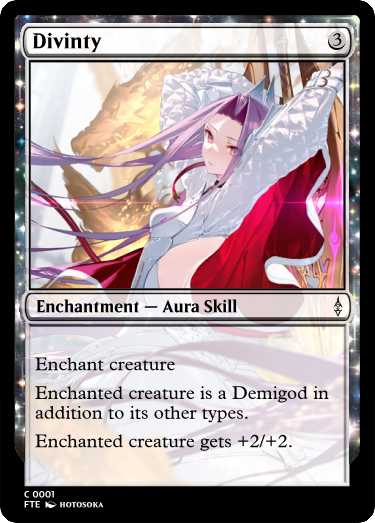 Divinty 3
Enchantment — Aura Skill
Enchant creature
Enchanted creature is a Demigod in
addition to its other types.
Enchanted creature gets +2/+2.
C 0001
FTE HOTOSOKA